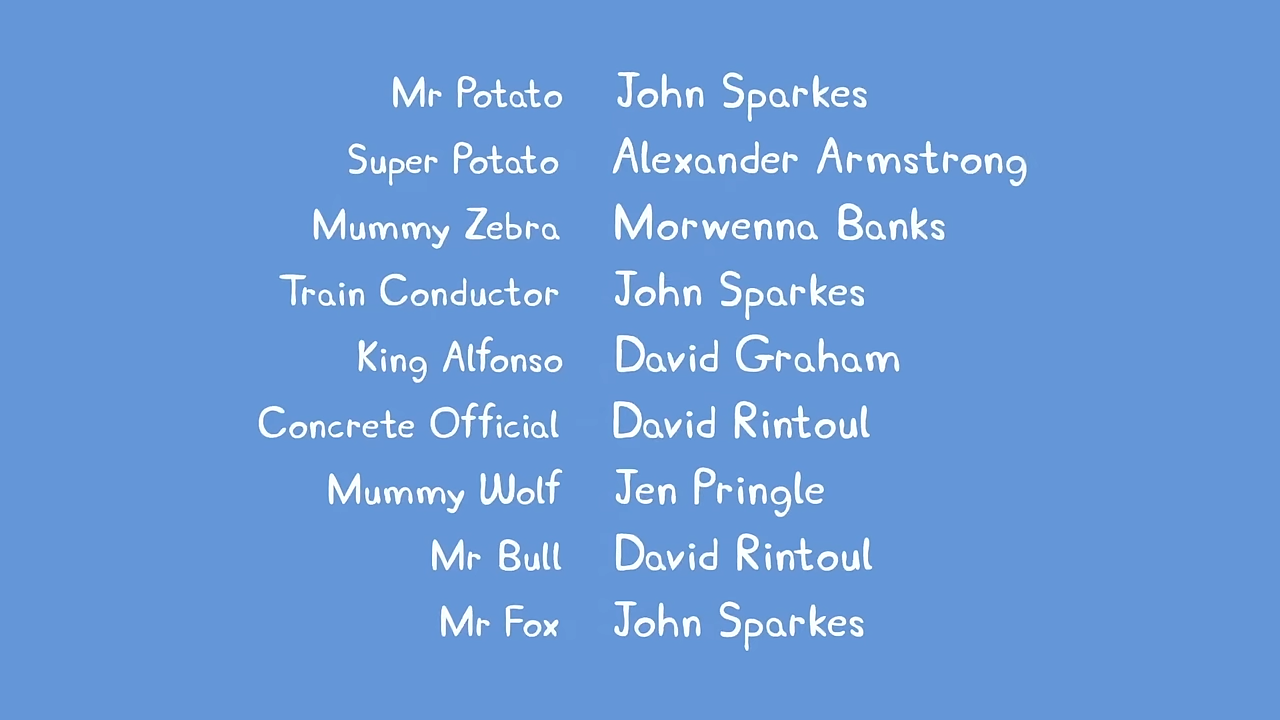 Mr Potato John Sparkes
Super Potato Alexander Armstrong
Mummy Zebra Morwenna Banks
Train Conductor John Sparkes
King Alfonso David Graham
Concrete Official David Rintoul
Mummy Wolf Jen Pringle
Mr Bull David Rintoul
Mr Fox John Sparkes